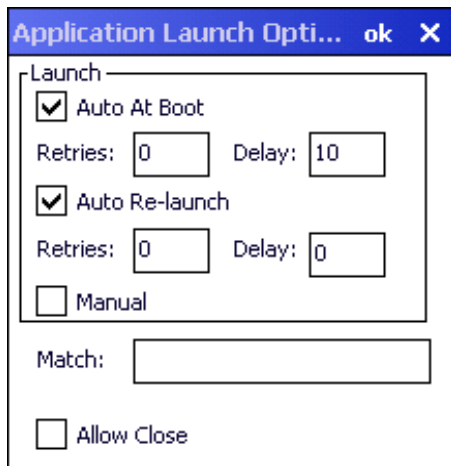 Application Launch Opti... ok
Launch
Auto At Boot
Retries: 0 Delay: 10
Auto Re-launch
Retries: 0 Delay: 0
Manual
Match:
Allow Close